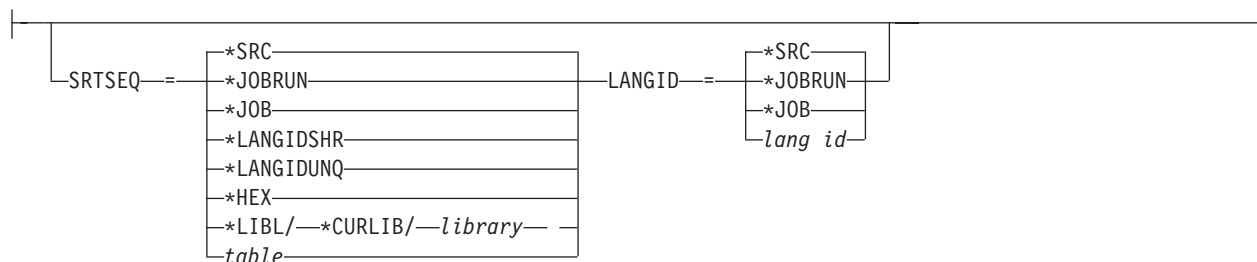 *SRC
SRTSEQ = *JOBRUN
*JOB
*LANGIDSHR
*LANGIDUNQ
*HEX
*LIBL/ *CURLIB/ library
table
LANGID = *SRC
*JOBRUN
*JOB
lang id